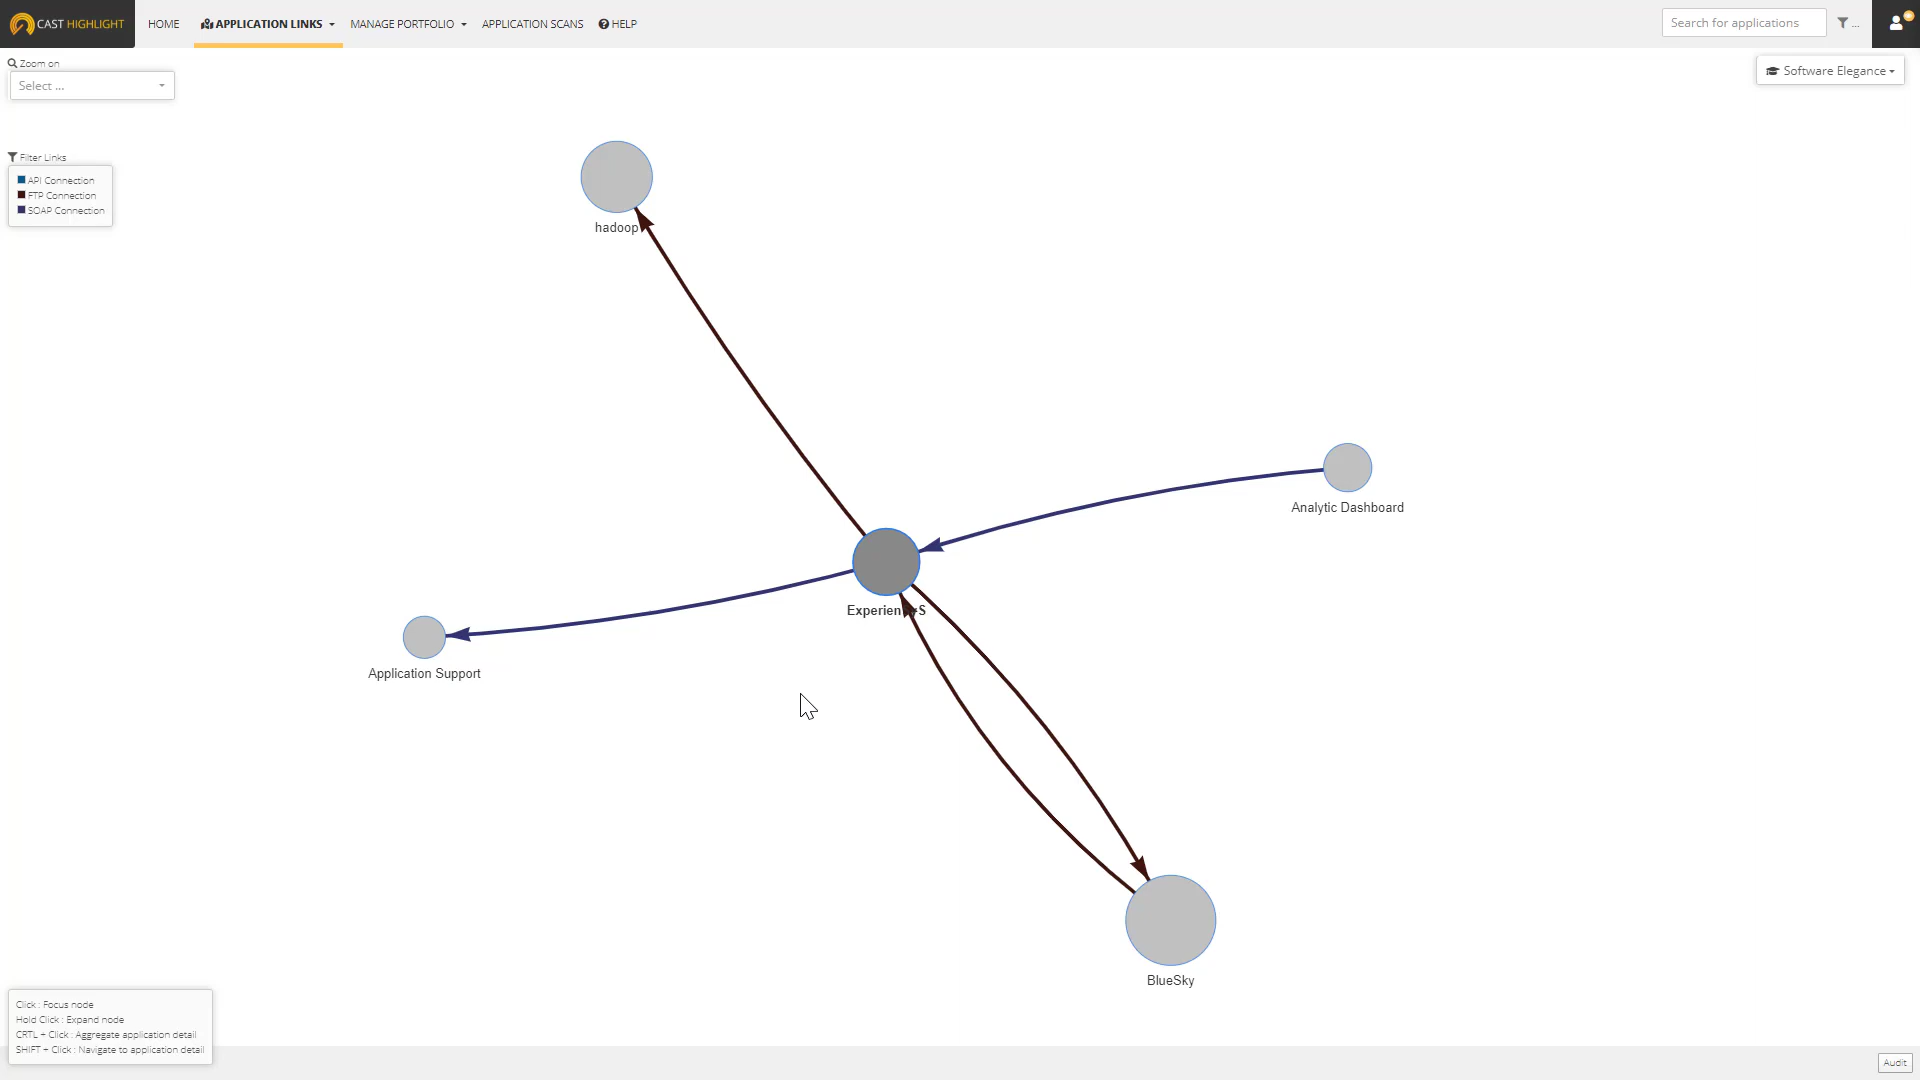 CAST HIGHLIGHT
HOME
APPLICATION LINKS
MANAGE PORTFOLIO
APPLICATION SCANS
HELP
Search for applications
...
Zoom on
Select ...
Software Elegance
Filter Links
API Connection
FTP Connection
SOAP Connection
hadoop
Analytic Dashboard
Application Support
BlueSky
Click : Focus node
Hold Click : Expand node
CRTL + Click : Aggregate application detail
SHIFT + Click : Navigate to application detail
Audit